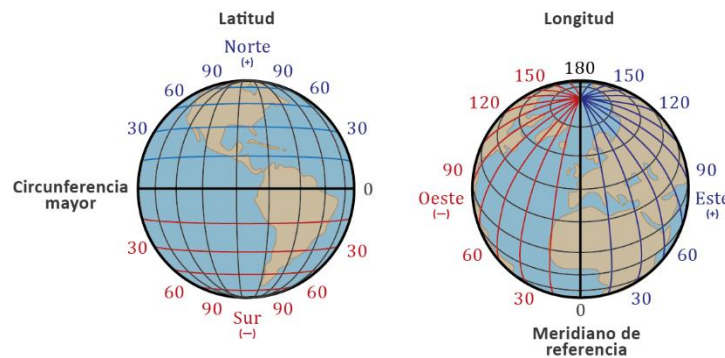 Latitud
Norte
(+)
90 90
60 60
30 30
Circunferencia
mayor
0
30 30
60 60
90 90
Sur
(—)
Longitud
180
150 150
120 120
90 90
Oeste
(—)
Este
(+)
60 60
30 30
0
Meridiano de
referencia